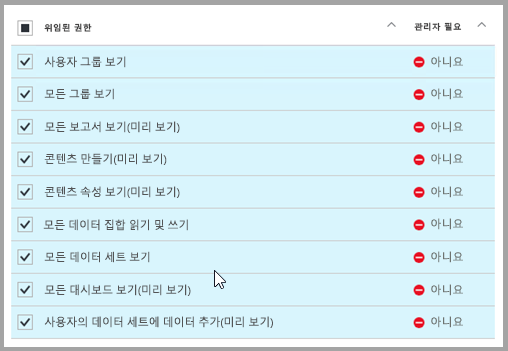 위임된 권한 관리자 필요
사용자 그룹 보기 아니요
모든 그룹 보기 아니요
모든 보고서 보기(미리 보기) 아니요
콘텐츠 만들기(미리 보기) 아니요
콘텐츠 속성 보기(미리 보기) 아니요
모든 데이터 집합 읽기 및 쓰기 아니요
모든 데이터 세트 보기 아니요
모든 대시보드 보기(미리 보기) 아니요
사용자의 데이터 세트에 데이터 추가(미리 보기) 아니요